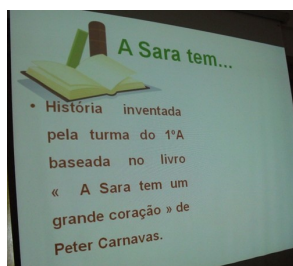 A Sara tem...
• História inventada
pela turma do 1ºA
baseada no livro
« A Sara tem um
grande coração » de
Peter Carnavas.